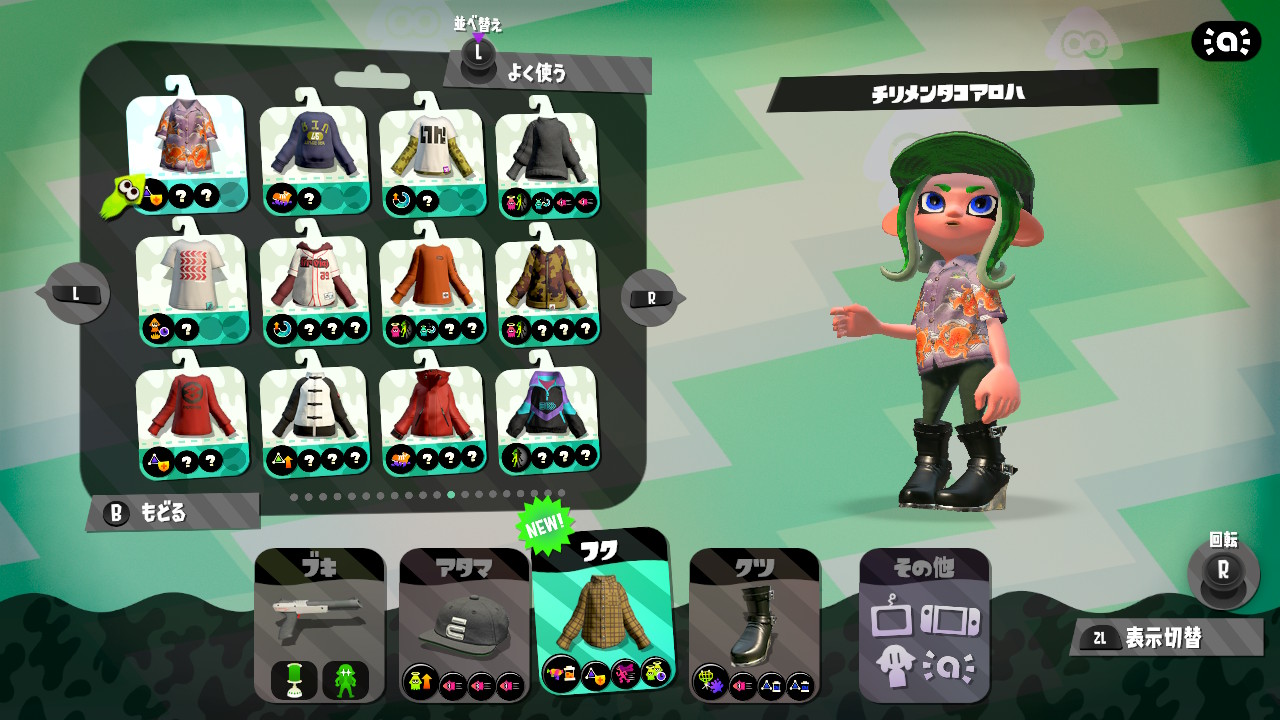 並べ替え
L
よく使う
チリメンタコアロハ
L
R
B もどる
NEW!
ブキ
アタマ
フク
クツ
その他
回転
R
ZL 表示切替